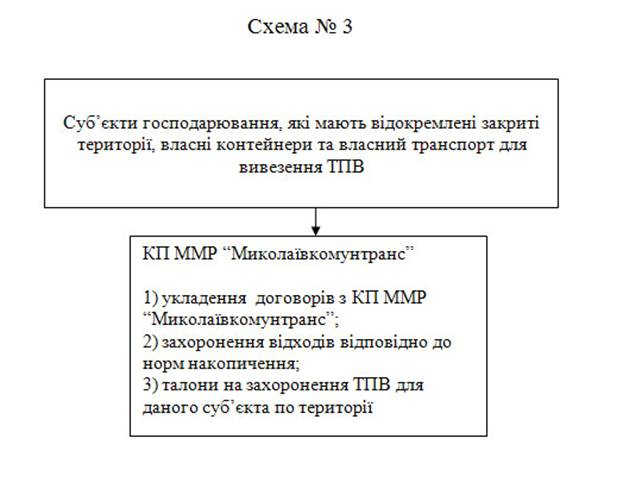 Схема № 3
Суб’єкти господарювання, які мають відокремлені закриті
території, власні контейнери та власний транспорт для
вивезення ТПВ
КП ММР “Миколаївкомунтранс”
1) укладення договорів з КП ММР
“Миколаївкомунтранс”;
2) захоронення відходів відповідно до
норм накопичення;
3) талони на захоронення ТПВ для
даного суб’єкта по території